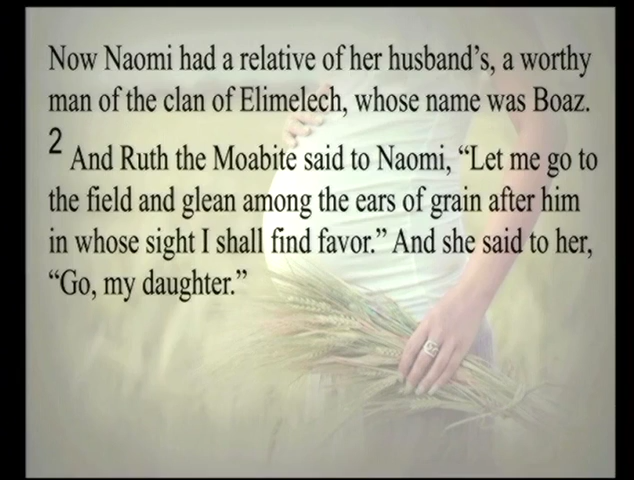 Now Naomi had a relative of her husband’s, a worthy
man of the clan of Elimelech, whose name was Boaz.
2 And Ruth the Moabite said to Naomi, “Let me go to
the field and glean among the ears of grain after him
in whose sight I shall find favor.” And she said to her,
“Go, my daughter.”